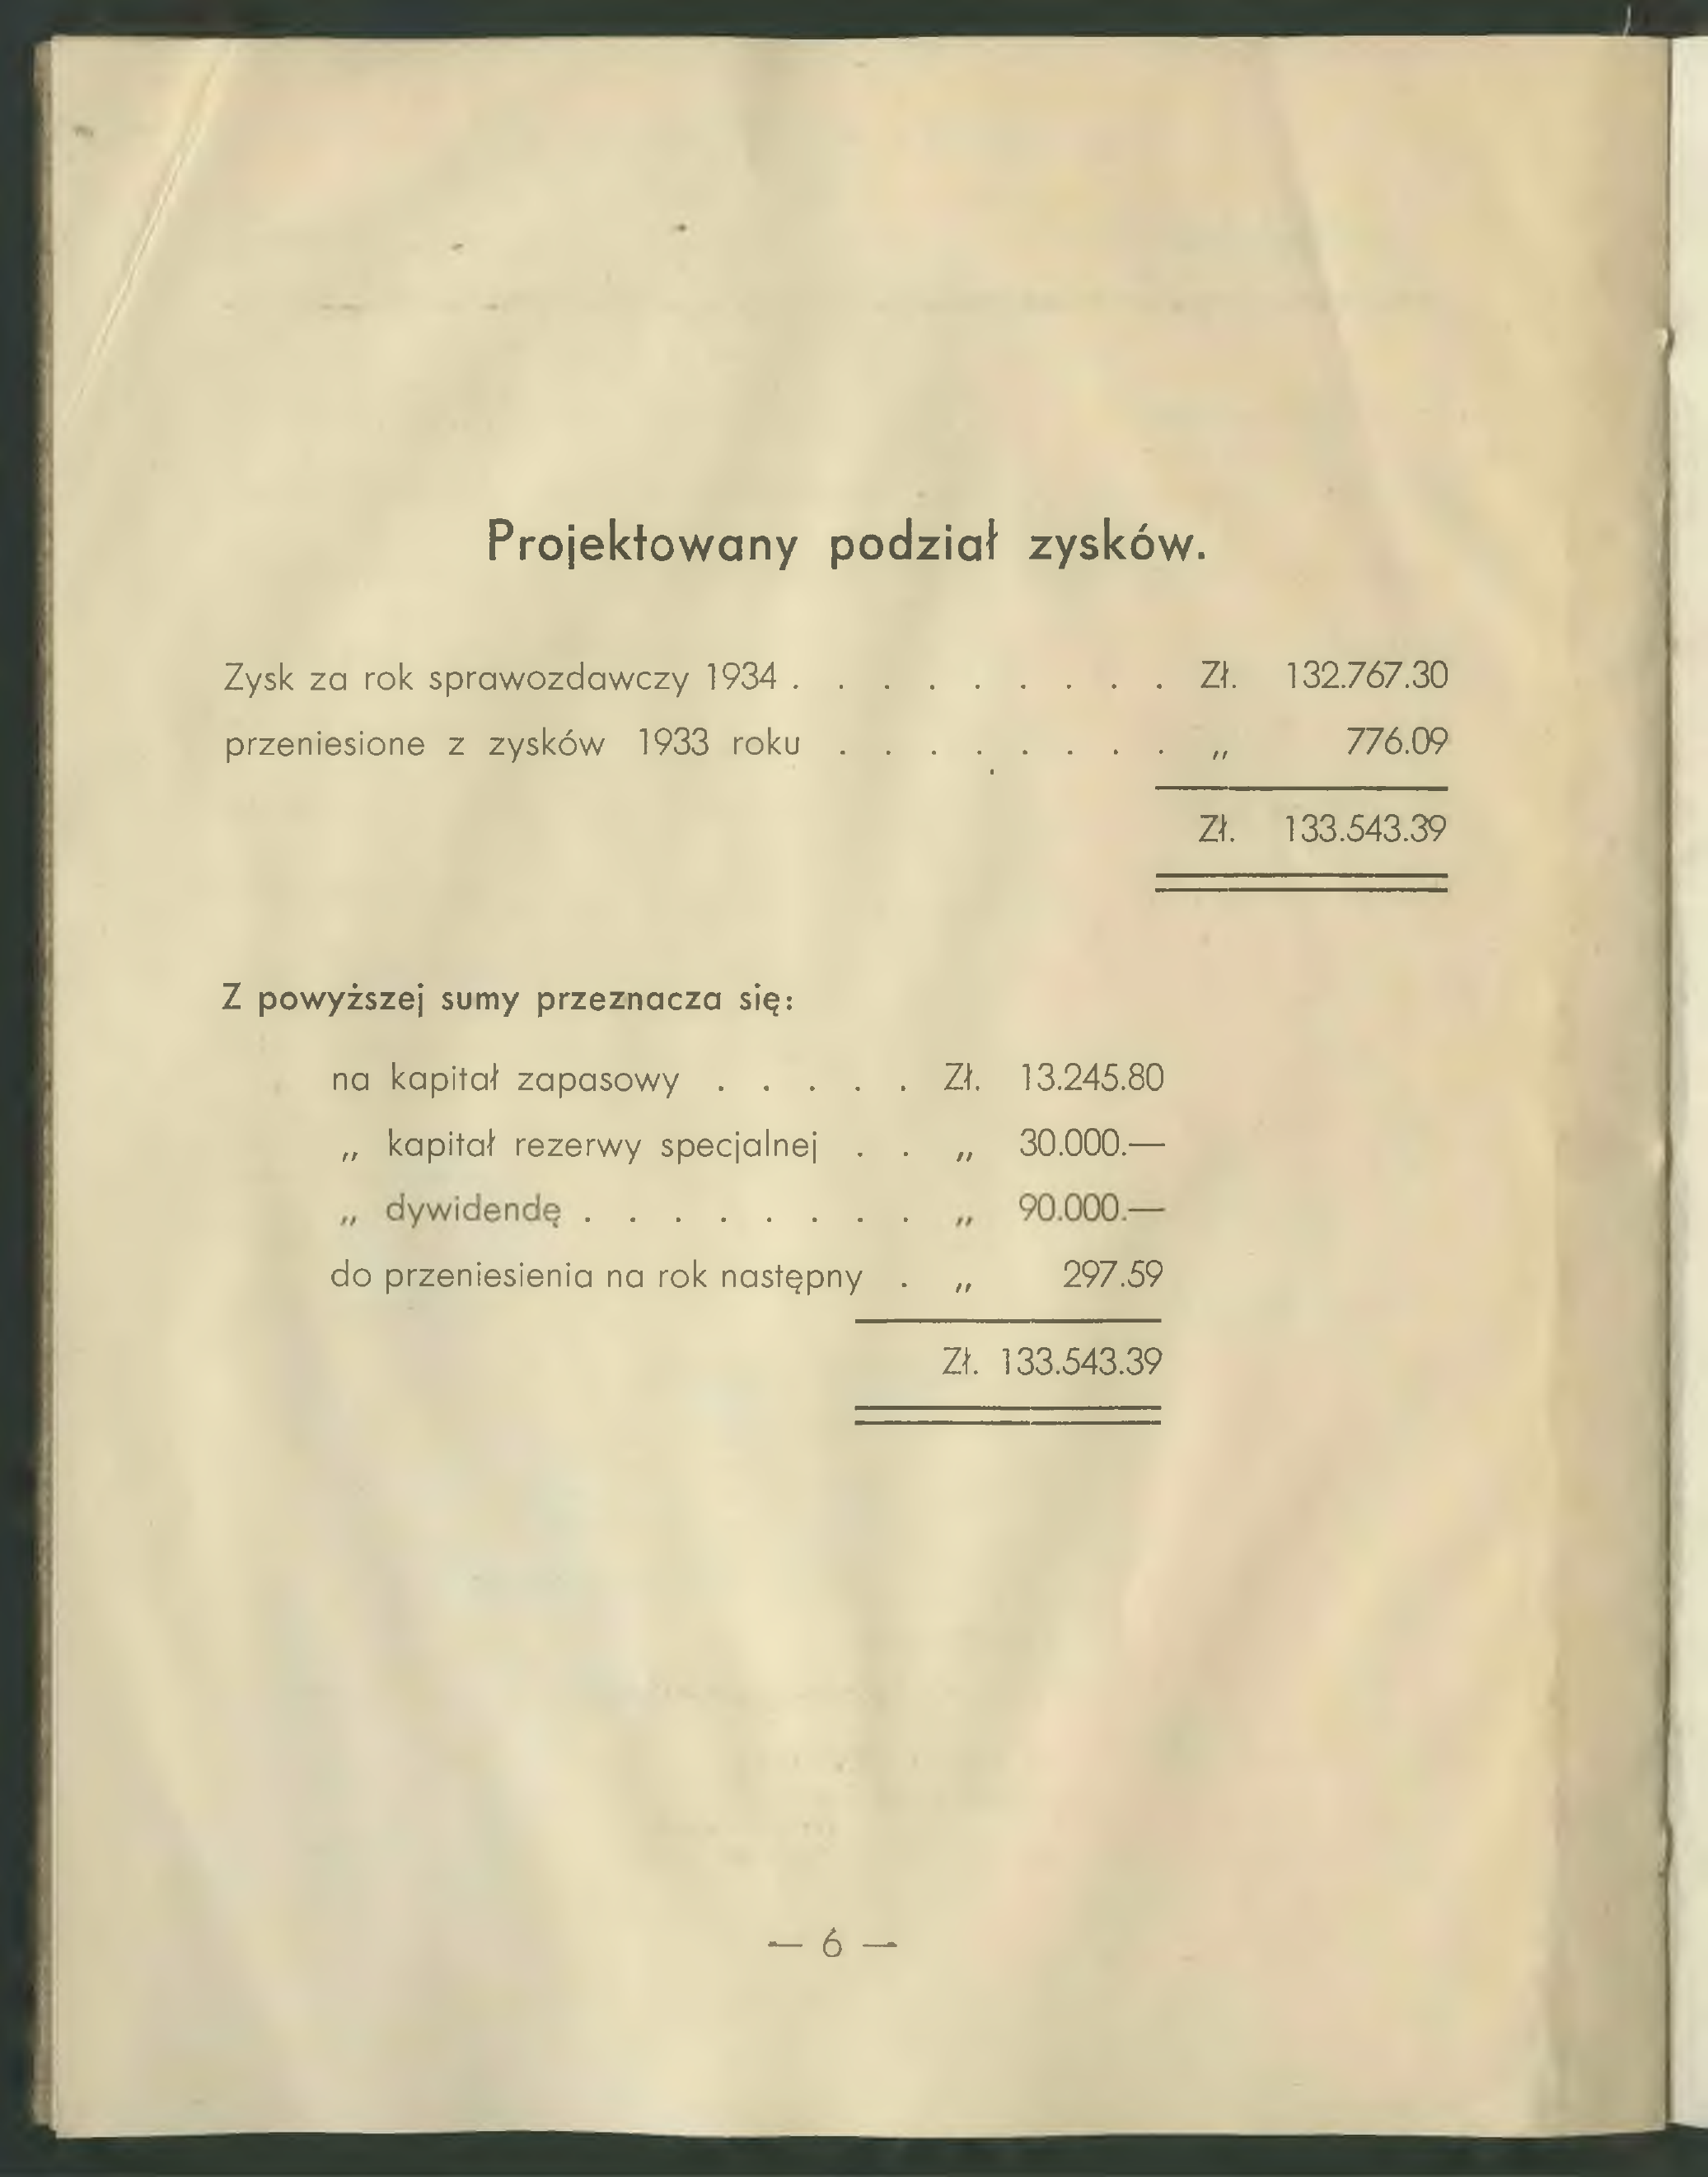 Projektowany podział zysków.
Zysk za rok sprawozdawczy 1934 . . . . . . . . . Zł. 132.767.30
przeniesione z zysków 1933 roku . . . . . . . . „ 776.09
Zł. 133.543.39
Z powyższej sumy przeznacza się:
na kapitał zapasowy . . . . . Zł. 13.245.80
„ kapitał rezerwy specjalnej . . „ 30.000.—
„ dywidendę . . . . . . . . „ 90.000.—
do przeniesienia na rok następny . „ 297.59
Zł. 133.543.39
— 6 —